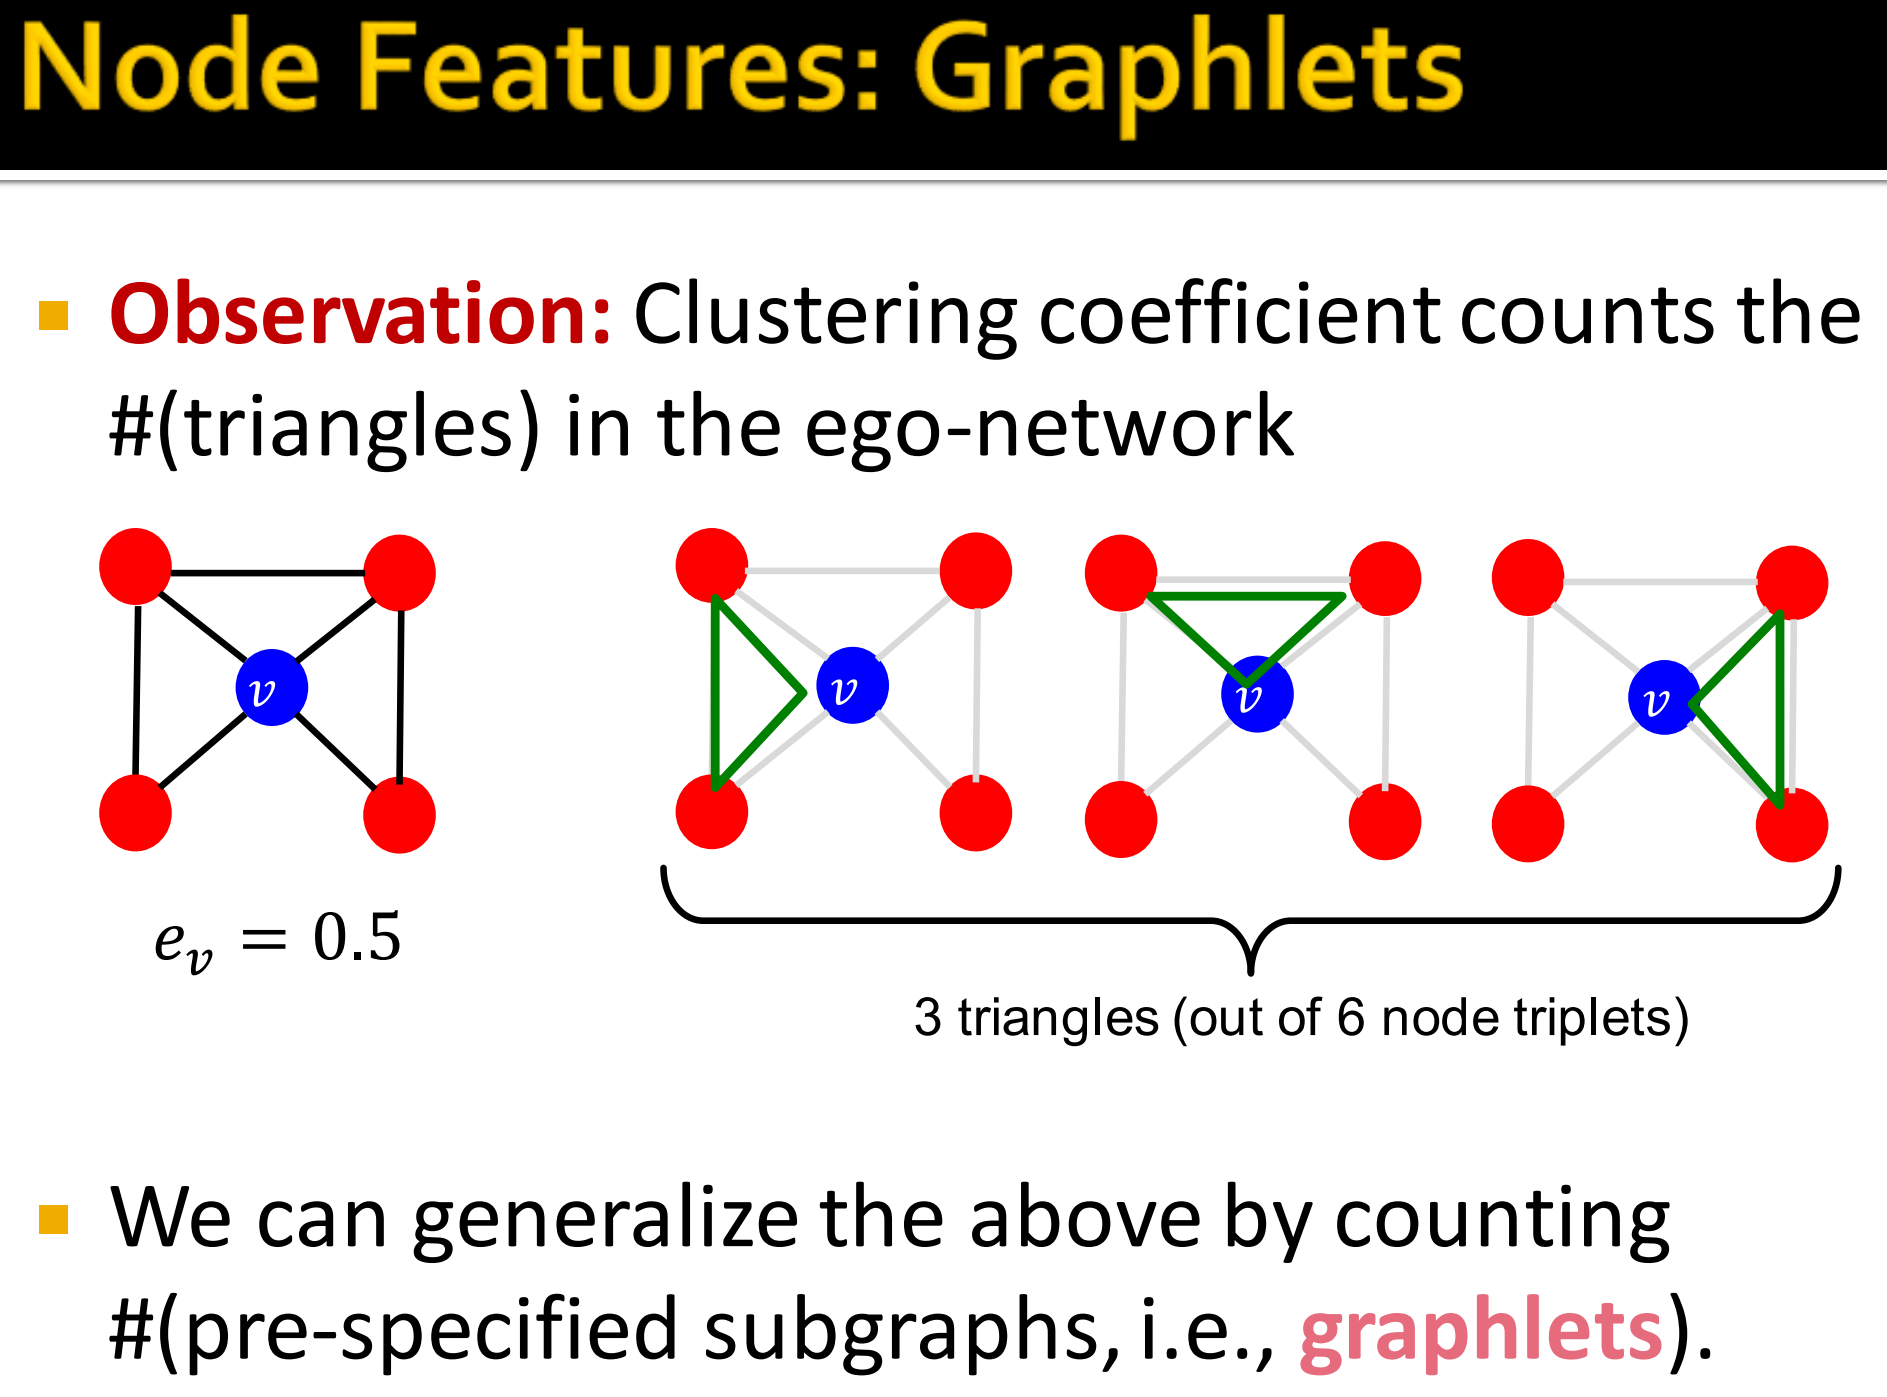 Node Features: Graphlets
Observation: Clustering coefficient counts the
#(triangles) in the ego-network
v
v
v
v
e_v = 0.5
3 triangles (out of 6 node triplets)
We can generalize the above by counting
#(pre-specified subgraphs, i.e., graphlets).